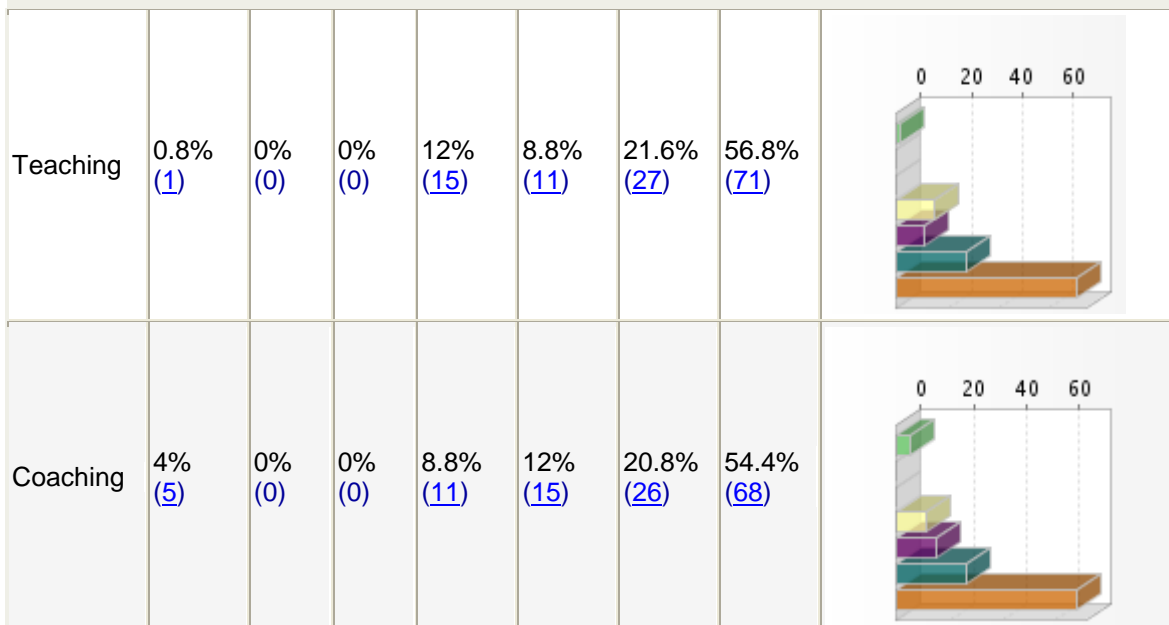 0 20 40 60
Teaching 0.8% 0% 0% 12% 8.8% 21.6% 56.8%
(1) (0) (0) (15) (11) (27) (71)
0 20 40 60
Coaching 4% 0% 0% 8.8% 12% 20.8% 54.4%
(5) (0) (0) (11) (15) (26) (68)